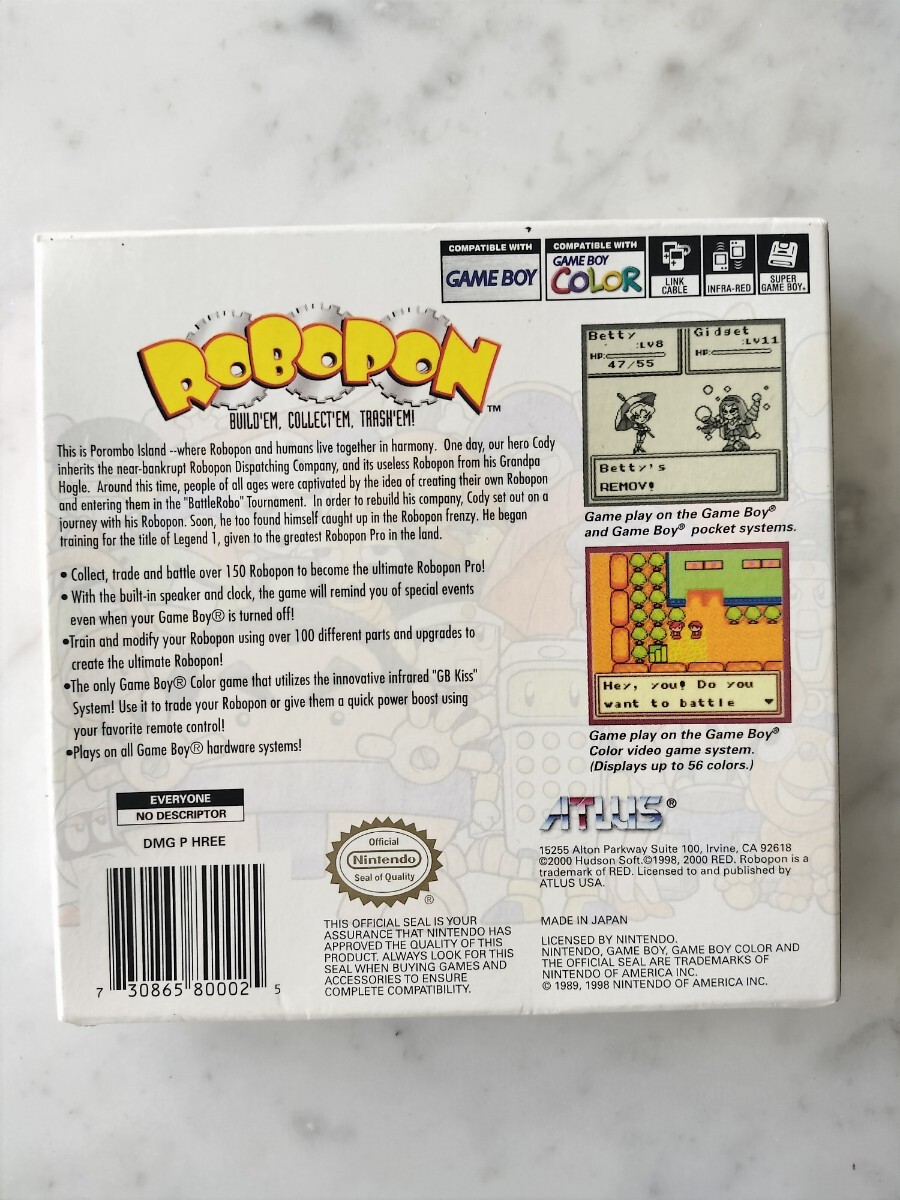 COMPATIBLE WITH
GAME BOY
COMPATIBLE WITH
GAME BOY
COLOR
LINK
CABLE
INFRA-RED
SUPER
GAME BOY®
ROBOPON™
BUILD'EM, COLLECT'EM, TRASH'EM!
This is Porombo Island --where Robopon and humans live together in harmony. One day, our hero Cody
inherits the near-bankrupt Robopon Dispatching Company, and its useless Robopon from his Grandpa
Hogle. Around this time, people of all ages were captivated by the idea of creating their own Robopon
and entering them in the "BattleRobo" Tournament. In order to rebuild his company, Cody set out on a
journey with his Robopon. Soon, he too found himself caught up in the Robopon frenzy. He began
training for the title of Legend 1, given to the greatest Robopon Pro in the land.
• Collect, trade and battle over 150 Robopon to become the ultimate Robopon Pro!
• With the built-in speaker and clock, the game will remind you of special events
even when your Game Boy® is turned off!
•Train and modify your Robopon using over 100 different parts and upgrades to
create the ultimate Robopon!
•The only Game Boy® Color game that utilizes the innovative infrared "GB Kiss"
System! Use it to trade your Robopon or give them a quick power boost using
your favorite remote control!
•Plays on all Game Boy® hardware systems!
Betty
:LV8
HP:
47/55
Gidget
:LV11
HP:
Betty's
REMOV!
Game play on the Game Boy®
and Game Boy® pocket systems.
Hey, you! Do you
want to battle
Game play on the Game Boy®
Color video game system.
(Displays up to 56 colors.)
EVERYONE
NO DESCRIPTOR
DMG P HREE
7 30865 80002 5
Official
Nintendo
Seal of Quality
®
THIS OFFICIAL SEAL IS YOUR
ASSURANCE THAT NINTENDO HAS
APPROVED THE QUALITY OF THIS
PRODUCT. ALWAYS LOOK FOR THIS
SEAL WHEN BUYING GAMES AND
ACCESSORIES TO ENSURE
COMPLETE COMPATIBILITY.
ATLUS®
15255 Alton Parkway Suite 100, Irvine, CA 92618
©2000 Hudson Soft.©1998, 2000 RED. Robopon is a
trademark of RED. Licensed to and published by
ATLUS USA.
MADE IN JAPAN
LICENSED BY NINTENDO.
NINTENDO, GAME BOY, GAME BOY COLOR AND
THE OFFICIAL SEAL ARE TRADEMARKS OF
NINTENDO OF AMERICA INC.
© 1989, 1998 NINTENDO OF AMERICA INC.